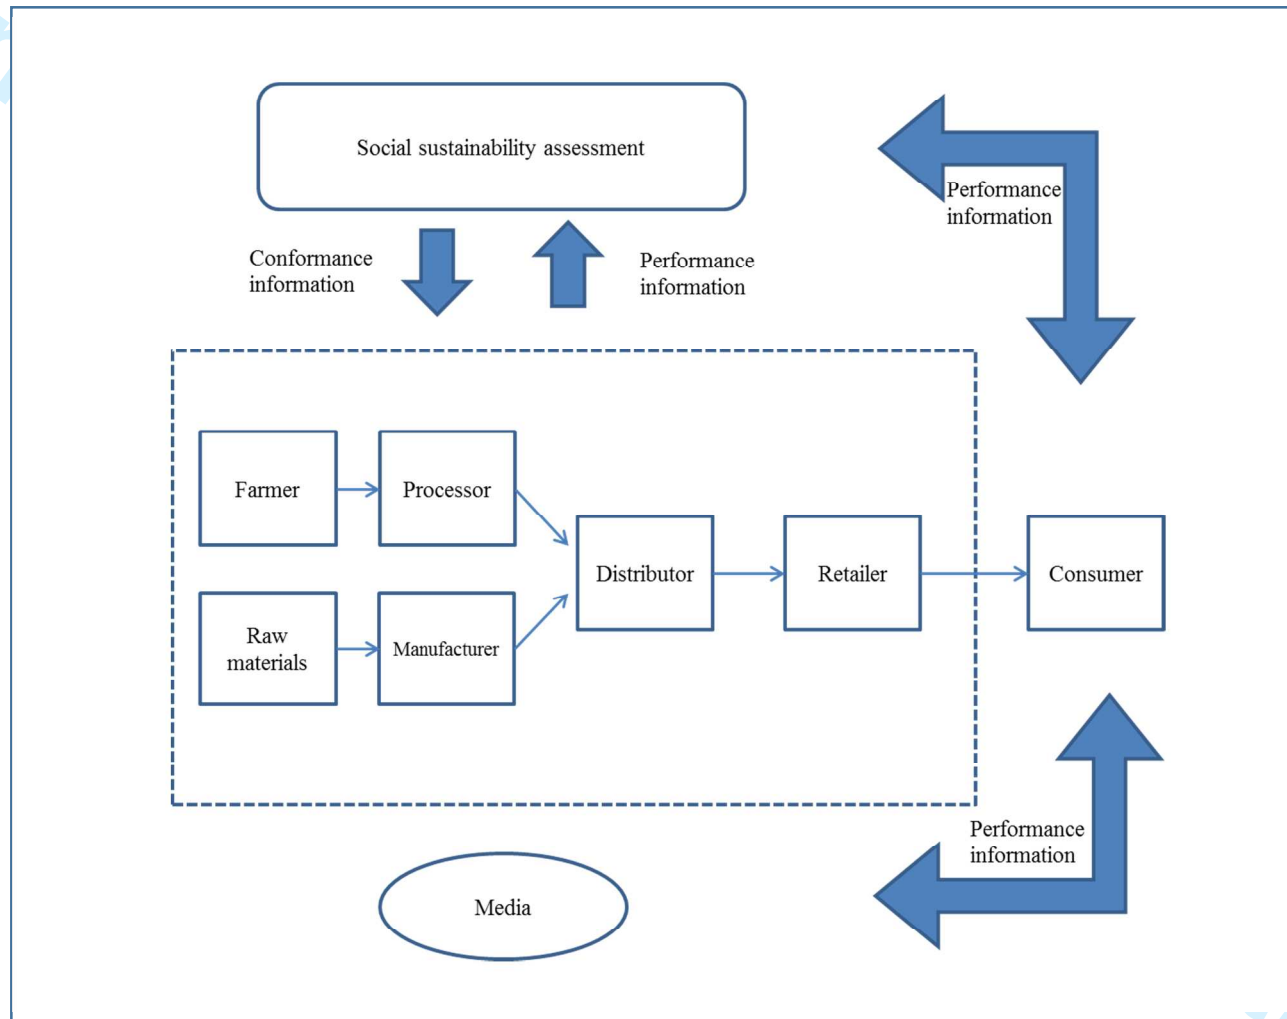 Social sustainability assessment
Performance
information
Conformance
information
Performance
information
Farmer
Processor
Distributor
Retailer
Consumer
Raw
materials
Manufacturer
Performance
information
Media